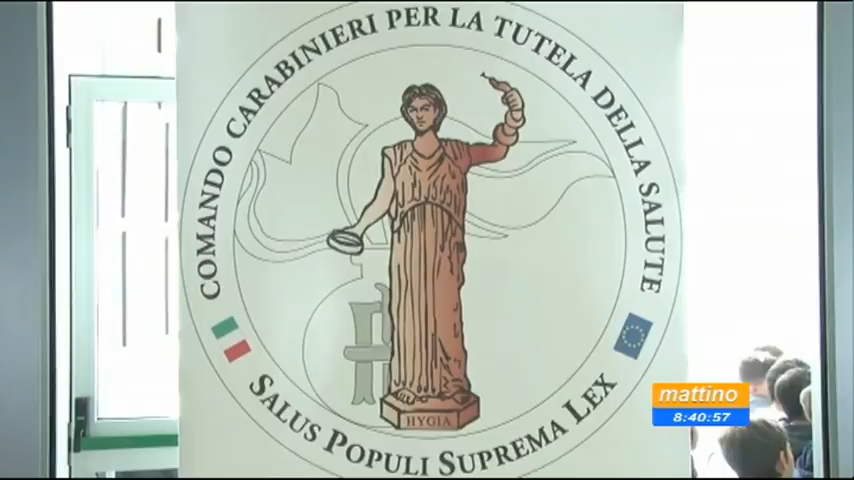 COMANDO CARABINIERI PER LA TUTELA DELLA SALUTE
HYGIA
SALUS POPULI SUPREMA LEX
mattino
8:40:57